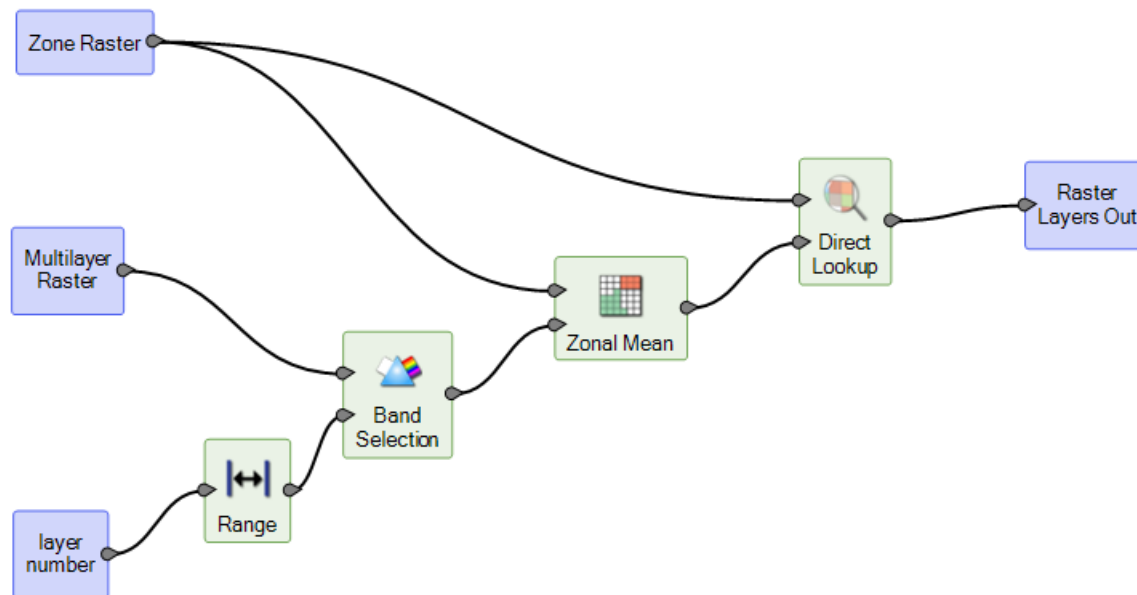 Zone Raster
Multilayer
Raster
layer
number
Range
Band
Selection
Zonal Mean
Direct
Lookup
Raster
Layers Out